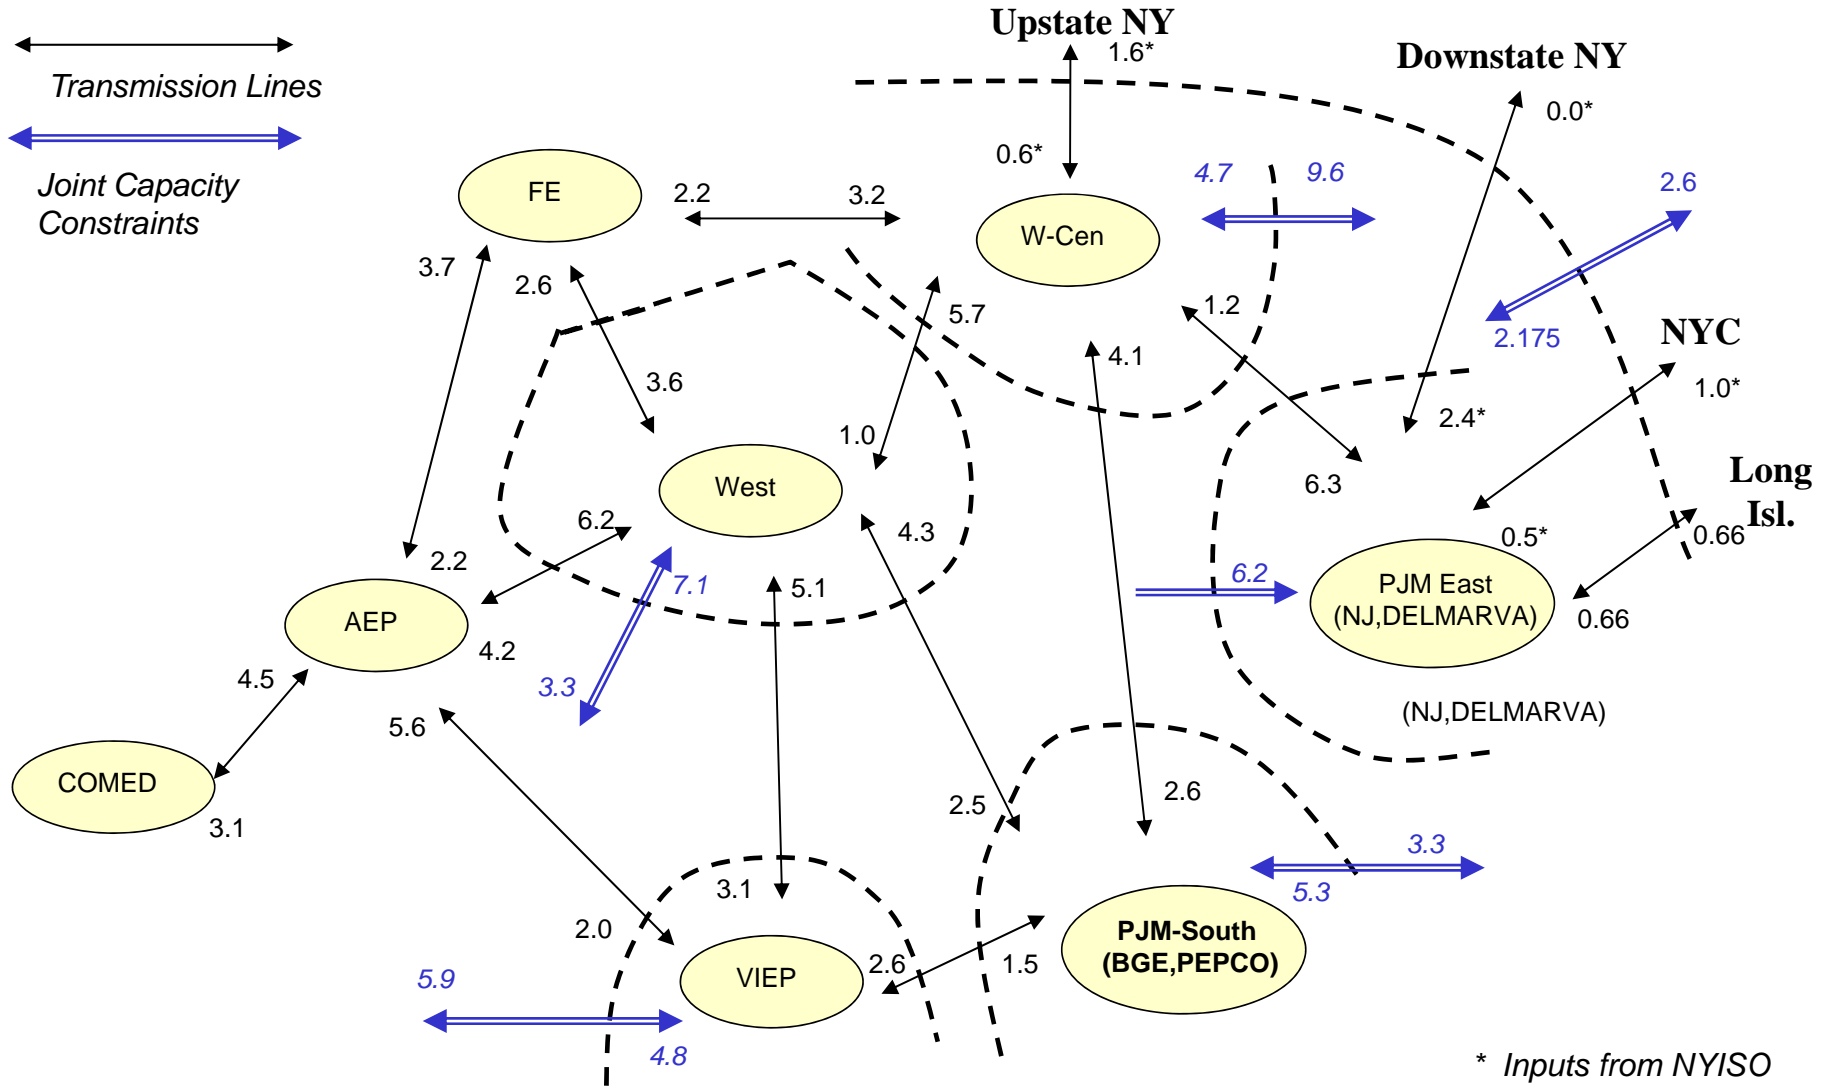 Upstate NY
1.6*
Downstate NY
0.0*
Transmission Lines
Joint Capacity
Constraints
0.6*
4.7
9.6
2.6
FE
2.2
3.2
W-Cen
3.7
2.6
5.7
1.2
2.175
NYC
4.1
3.6
1.0*
2.4*
1.0
Long
Isl.
West
6.3
6.2
4.3
0.5*
0.66
2.2
7.1
5.1
6.2
PJM East
(NJ,DELMARVA)
0.66
AEP
4.2
4.5
3.3
5.6
(NJ,DELMARVA)
COMED
3.1
2.5
2.6
3.3
3.1
5.3
2.0
PJM-South
(BGE,PEPCO)
VIEP
2.6
1.5
5.9
4.8
* Inputs from NYISO